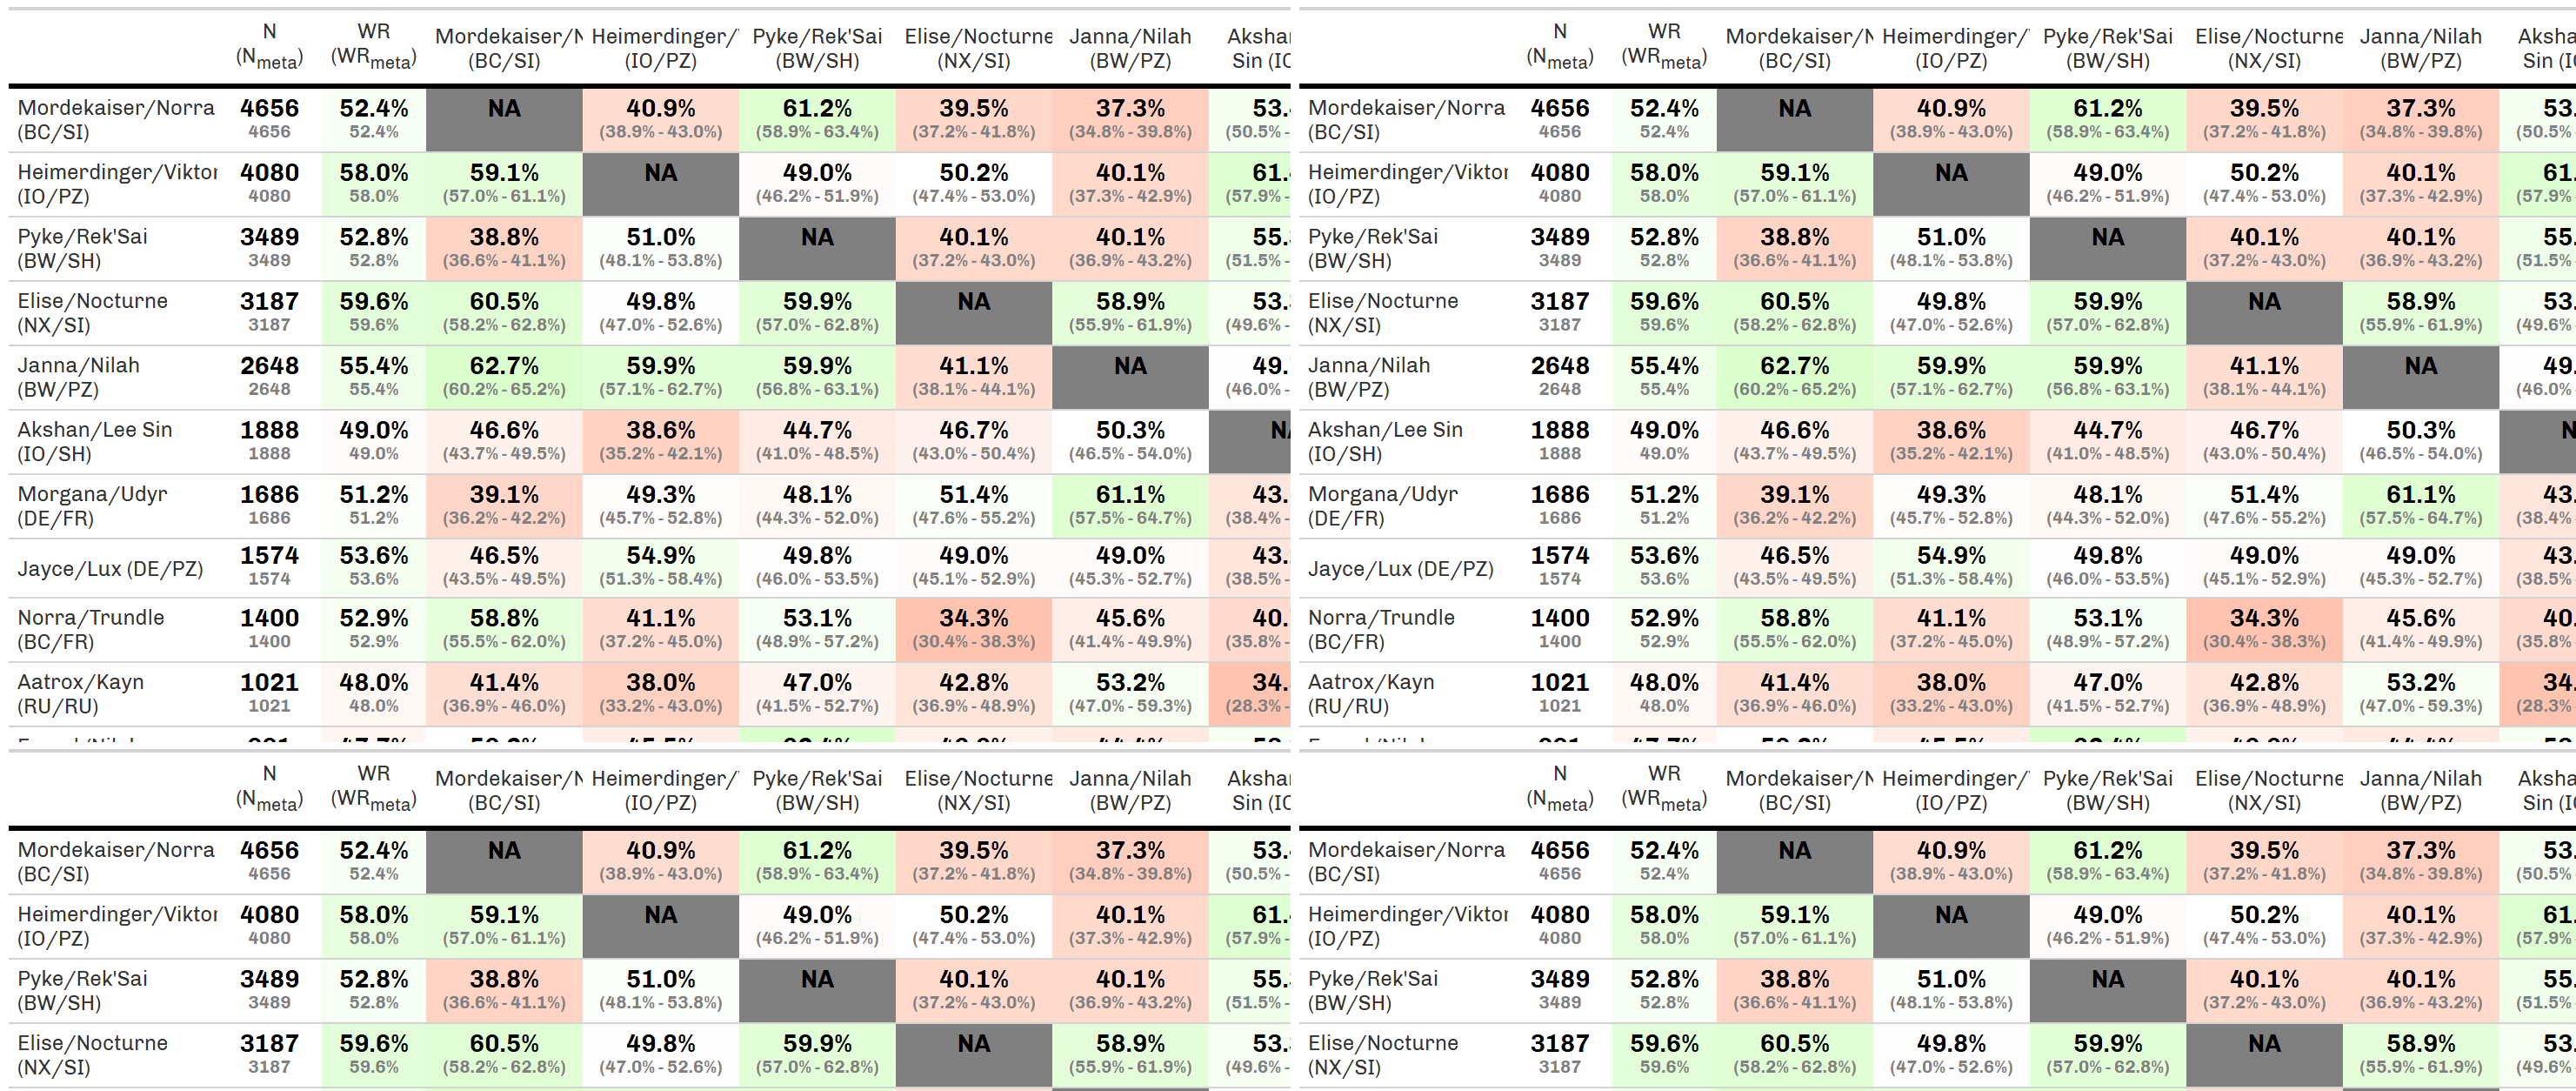 N WR Mordekaiser/N Heimerdinger/ Pyke/Rek'Sai Elise/Nocturne Janna/Nilah Aksha
(Nmeta) (WRmeta) (BC/SI) (IO/PZ) (BW/SH) (NX/SI) (BW/PZ) Sin (IO
Mordekaiser/Norra 4656 52.4% NA 40.9% 61.2% 39.5% 37.3% 53.
(BC/SI) 4656 52.4% (38.9% - 43.0%) (58.9% - 63.4%) (37.2% - 41.8%) (34.8% - 39.8%) (50.5% -
Heimerdinger/Viktor 4080 58.0% 59.1% NA 49.0% 50.2% 40.1% 61.
(IO/PZ) 4080 58.0% (57.0% - 61.1%) (46.2% - 51.9%) (47.4% - 53.0%) (37.3% - 42.9%) (57.9% -
Pyke/Rek'Sai 3489 52.8% 38.8% 51.0% NA 40.1% 40.1% 55.
(BW/SH) 3489 52.8% (36.6% - 41.1%) (48.1% - 53.8%) (37.2% - 43.0%) (36.9% - 43.2%) (51.5% -
Elise/Nocturne 3187 59.6% 60.5% 49.8% 59.9% NA 58.9% 53.
(NX/SI) 3187 59.6% (58.2% - 62.8%) (47.0% - 52.6%) (57.0% - 62.8%) (55.9% - 61.9%) (49.6% -
Janna/Nilah 2648 55.4% 62.7% 59.9% 59.9% 41.1% NA 49.
(BW/PZ) 2648 55.4% (60.2% - 65.2%) (57.1% - 62.7%) (56.8% - 63.1%) (38.1% - 44.1%) (46.0% -
Akshan/Lee Sin 1888 49.0% 46.6% 38.6% 44.7% 46.7% 50.3% NA
(IO/SH) 1888 49.0% (43.7% - 49.5%) (35.2% - 42.1%) (41.0% - 48.5%) (43.0% - 50.4%) (46.5% - 54.0%)
Morgana/Udyr 1686 51.2% 39.1% 49.3% 48.1% 51.4% 61.1% 43.
(DE/FR) 1686 51.2% (36.2% - 42.2%) (45.7% - 52.8%) (44.3% - 52.0%) (47.6% - 55.2%) (57.5% - 64.7%) (38.4% -
Jayce/Lux (DE/PZ) 1574 53.6% 46.5% 54.9% 49.8% 49.0% 49.0% 43.
1574 53.6% (43.5% - 49.5%) (51.3% - 58.4%) (46.0% - 53.5%) (45.1% - 52.9%) (45.3% - 52.7%) (38.5% -
Norra/Trundle 1400 52.9% 58.8% 41.1% 53.1% 34.3% 45.6% 40.
(BC/FR) 1400 52.9% (55.5% - 62.0%) (37.2% - 45.0%) (48.9% - 57.2%) (30.4% - 38.3%) (41.4% - 49.9%) (35.8% -
Aatrox/Kayn 1021 48.0% 41.4% 38.0% 47.0% 42.8% 53.2% 34.
(RU/RU) 1021 48.0% (36.9% - 46.0%) (33.2% - 43.0%) (41.5% - 52.7%) (36.9% - 48.9%) (47.0% - 59.3%) (28.3% -
N WR Mordekaiser/N Heimerdinger/ Pyke/Rek'Sai Elise/Nocturne Janna/Nilah Aksha
(Nmeta) (WRmeta) (BC/SI) (IO/PZ) (BW/SH) (NX/SI) (BW/PZ) Sin (I
Mordekaiser/Norra 4656 52.4% NA 40.9% 61.2% 39.5% 37.3% 53.
(BC/SI) 4656 52.4% (38.9% - 43.0%) (58.9% - 63.4%) (37.2% - 41.8%) (34.8% - 39.8%) (50.5%
Heimerdinger/Viktor 4080 58.0% 59.1% NA 49.0% 50.2% 40.1% 61.
(IO/PZ) 4080 58.0% (57.0% - 61.1%) (46.2% - 51.9%) (47.4% - 53.0%) (37.3% - 42.9%) (57.9%
Pyke/Rek'Sai 3489 52.8% 38.8% 51.0% NA 40.1% 40.1% 55.
(BW/SH) 3489 52.8% (36.6% - 41.1%) (48.1% - 53.8%) (37.2% - 43.0%) (36.9% - 43.2%) (51.5%
Elise/Nocturne 3187 59.6% 60.5% 49.8% 59.9% NA 58.9% 53.
(NX/SI) 3187 59.6% (58.2% - 62.8%) (47.0% - 52.6%) (57.0% - 62.8%) (55.9% - 61.9%) (49.6%
Janna/Nilah 2648 55.4% 62.7% 59.9% 59.9% 41.1% NA 49.
(BW/PZ) 2648 55.4% (60.2% - 65.2%) (57.1% - 62.7%) (56.8% - 63.1%) (38.1% - 44.1%) (46.0%
Akshan/Lee Sin 1888 49.0% 46.6% 38.6% 44.7% 46.7% 50.3% N
(IO/SH) 1888 49.0% (43.7% - 49.5%) (35.2% - 42.1%) (41.0% - 48.5%) (43.0% - 50.4%) (46.5% - 54.0%)
Morgana/Udyr 1686 51.2% 39.1% 49.3% 48.1% 51.4% 61.1% 43.
(DE/FR) 1686 51.2% (36.2% - 42.2%) (45.7% - 52.8%) (44.3% - 52.0%) (47.6% - 55.2%) (57.5% - 64.7%) (38.4%
Jayce/Lux (DE/PZ) 1574 53.6% 46.5% 54.9% 49.8% 49.0% 49.0% 43.
1574 53.6% (43.5% - 49.5%) (51.3% - 58.4%) (46.0% - 53.5%) (45.1% - 52.9%) (45.3% - 52.7%) (38.5%
Norra/Trundle 1400 52.9% 58.8% 41.1% 53.1% 34.3% 45.6% 40.
(BC/FR) 1400 52.9% (55.5% - 62.0%) (37.2% - 45.0%) (48.9% - 57.2%) (30.4% - 38.3%) (41.4% - 49.9%) (35.8%
Aatrox/Kayn 1021 48.0% 41.4% 38.0% 47.0% 42.8% 53.2% 34.
(RU/RU) 1021 48.0% (36.9% - 46.0%) (33.2% - 43.0%) (41.5% - 52.7%) (36.9% - 48.9%) (47.0% - 59.3%) (28.3%
N WR Mordekaiser/N Heimerdinger/ Pyke/Rek'Sai Elise/Nocturne Janna/Nilah Aksha
(Nmeta) (WRmeta) (BC/SI) (IO/PZ) (BW/SH) (NX/SI) (BW/PZ) Sin (IO
Mordekaiser/Norra 4656 52.4% NA 40.9% 61.2% 39.5% 37.3% 53.
(BC/SI) 4656 52.4% (38.9% - 43.0%) (58.9% - 63.4%) (37.2% - 41.8%) (34.8% - 39.8%) (50.5% -
Heimerdinger/Viktor 4080 58.0% 59.1% NA 49.0% 50.2% 40.1% 61.
(IO/PZ) 4080 58.0% (57.0% - 61.1%) (46.2% - 51.9%) (47.4% - 53.0%) (37.3% - 42.9%) (57.9% -
Pyke/Rek'Sai 3489 52.8% 38.8% 51.0% NA 40.1% 40.1% 55.
(BW/SH) 3489 52.8% (36.6% - 41.1%) (48.1% - 53.8%) (37.2% - 43.0%) (36.9% - 43.2%) (51.5% -
Elise/Nocturne 3187 59.6% 60.5% 49.8% 59.9% NA 58.9% 53.
(NX/SI) 3187 59.6% (58.2% - 62.8%) (47.0% - 52.6%) (57.0% - 62.8%) (55.9% - 61.9%) (49.6% -
N WR Mordekaiser/N Heimerdinger/ Pyke/Rek'Sai Elise/Nocturne Janna/Nilah Aksha
(Nmeta) (WRmeta) (BC/SI) (IO/PZ) (BW/SH) (NX/SI) (BW/PZ) Sin (I
Mordekaiser/Norra 4656 52.4% NA 40.9% 61.2% 39.5% 37.3% 53.
(BC/SI) 4656 52.4% (38.9% - 43.0%) (58.9% - 63.4%) (37.2% - 41.8%) (34.8% - 39.8%) (50.5%
Heimerdinger/Viktor 4080 58.0% 59.1% NA 49.0% 50.2% 40.1% 61.
(IO/PZ) 4080 58.0% (57.0% - 61.1%) (46.2% - 51.9%) (47.4% - 53.0%) (37.3% - 42.9%) (57.9%
Pyke/Rek'Sai 3489 52.8% 38.8% 51.0% NA 40.1% 40.1% 55.
(BW/SH) 3489 52.8% (36.6% - 41.1%) (48.1% - 53.8%) (37.2% - 43.0%) (36.9% - 43.2%) (51.5%
Elise/Nocturne 3187 59.6% 60.5% 49.8% 59.9% NA 58.9% 53.
(NX/SI) 3187 59.6% (58.2% - 62.8%) (47.0% - 52.6%) (57.0% - 62.8%) (55.9% - 61.9%) (49.6%